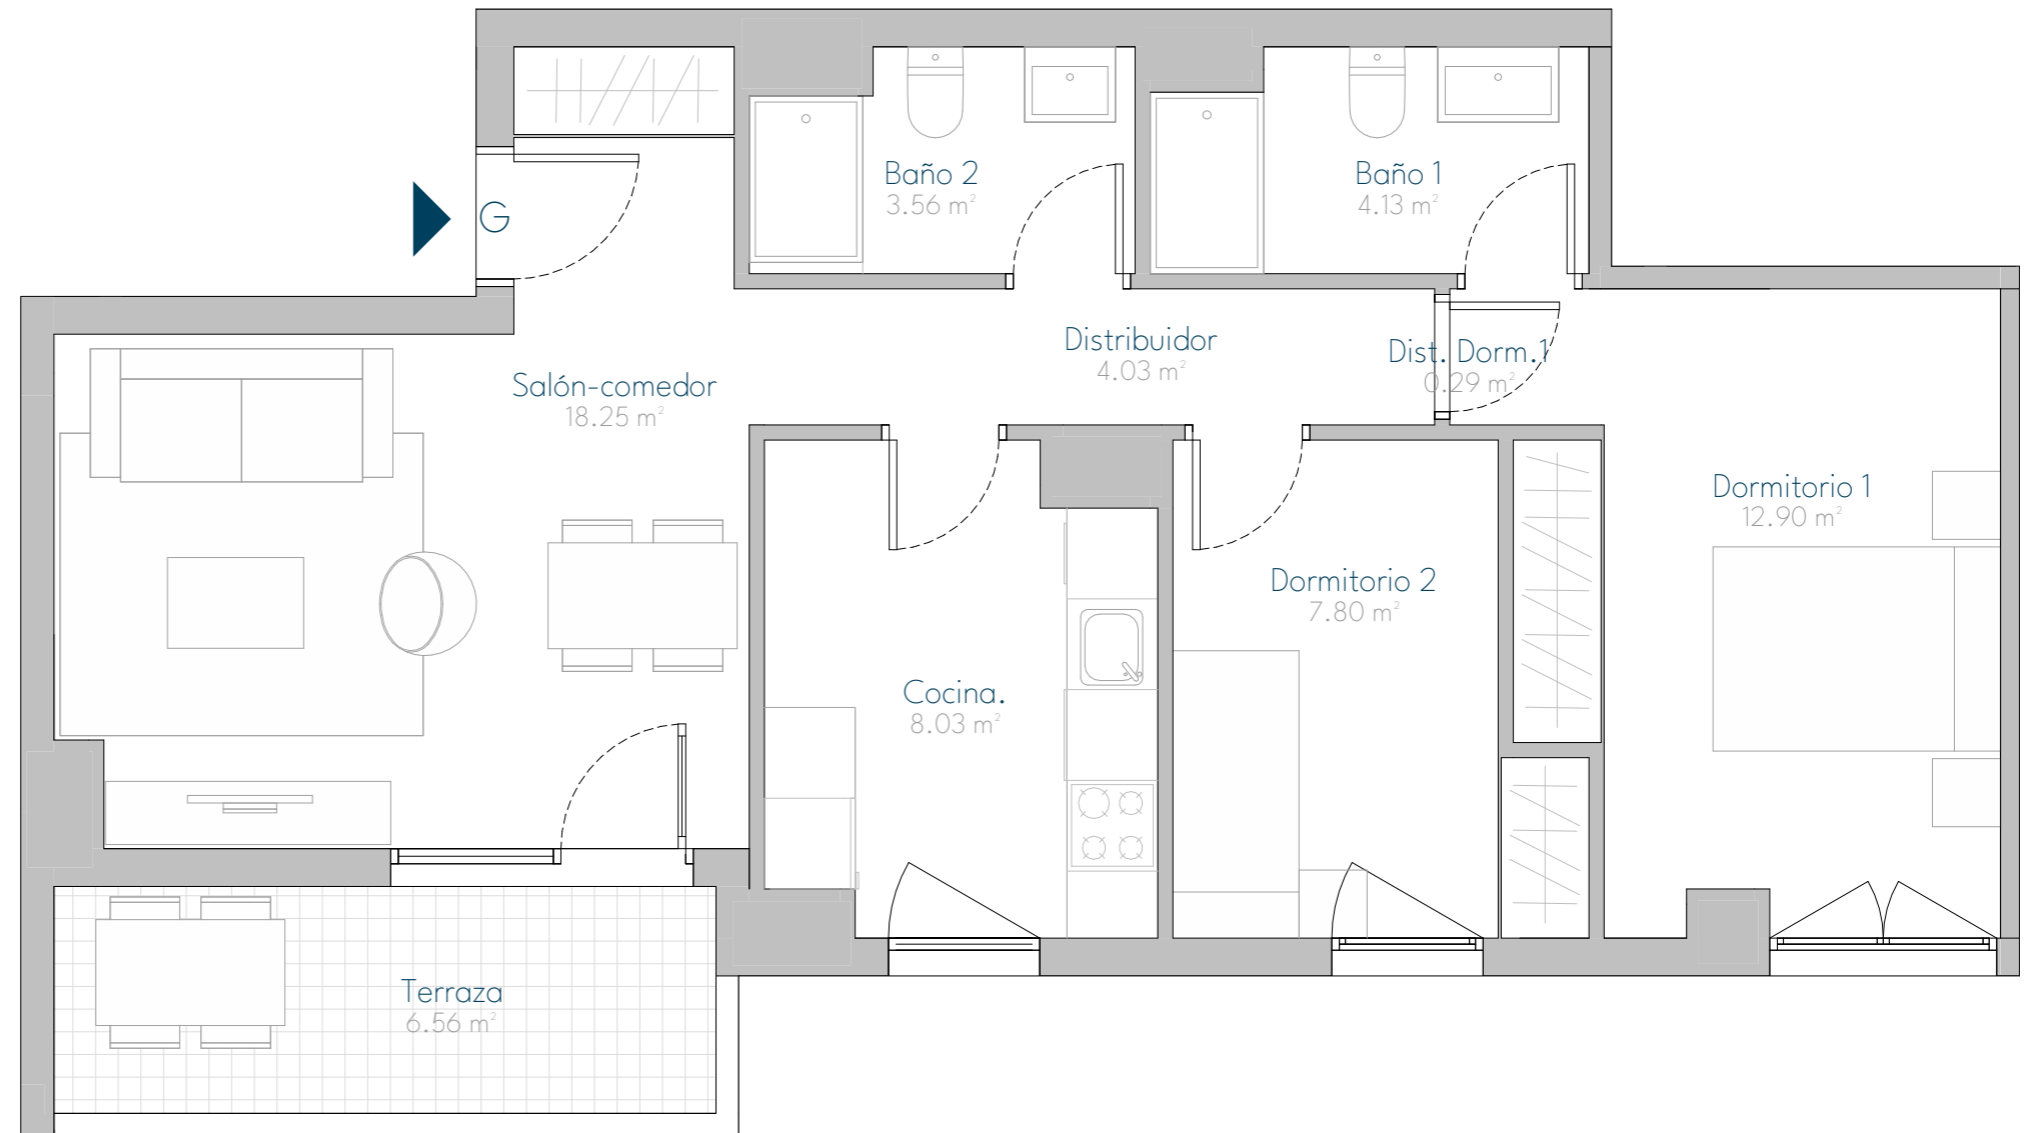 Baño 2
3.56 m²
Baño 1
4.13 m²
G
Distribuidor
4.03 m²
Dist. Dorm.1
0.29 m²
Salón-comedor
18.25 m²
Dormitorio 1
12.90 m²
Dormitorio 2
7.80 m²
Cocina.
8.03 m²
Terraza
6.56 m²